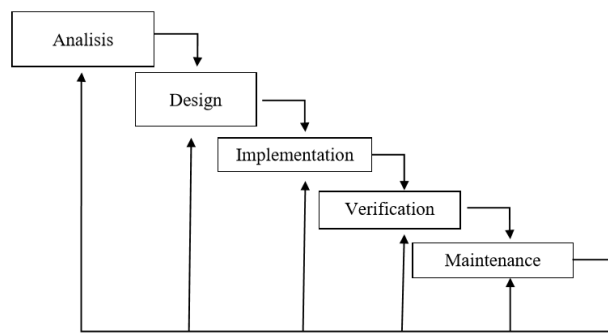 Analisis
Design
Implementation
Verification
Maintenance